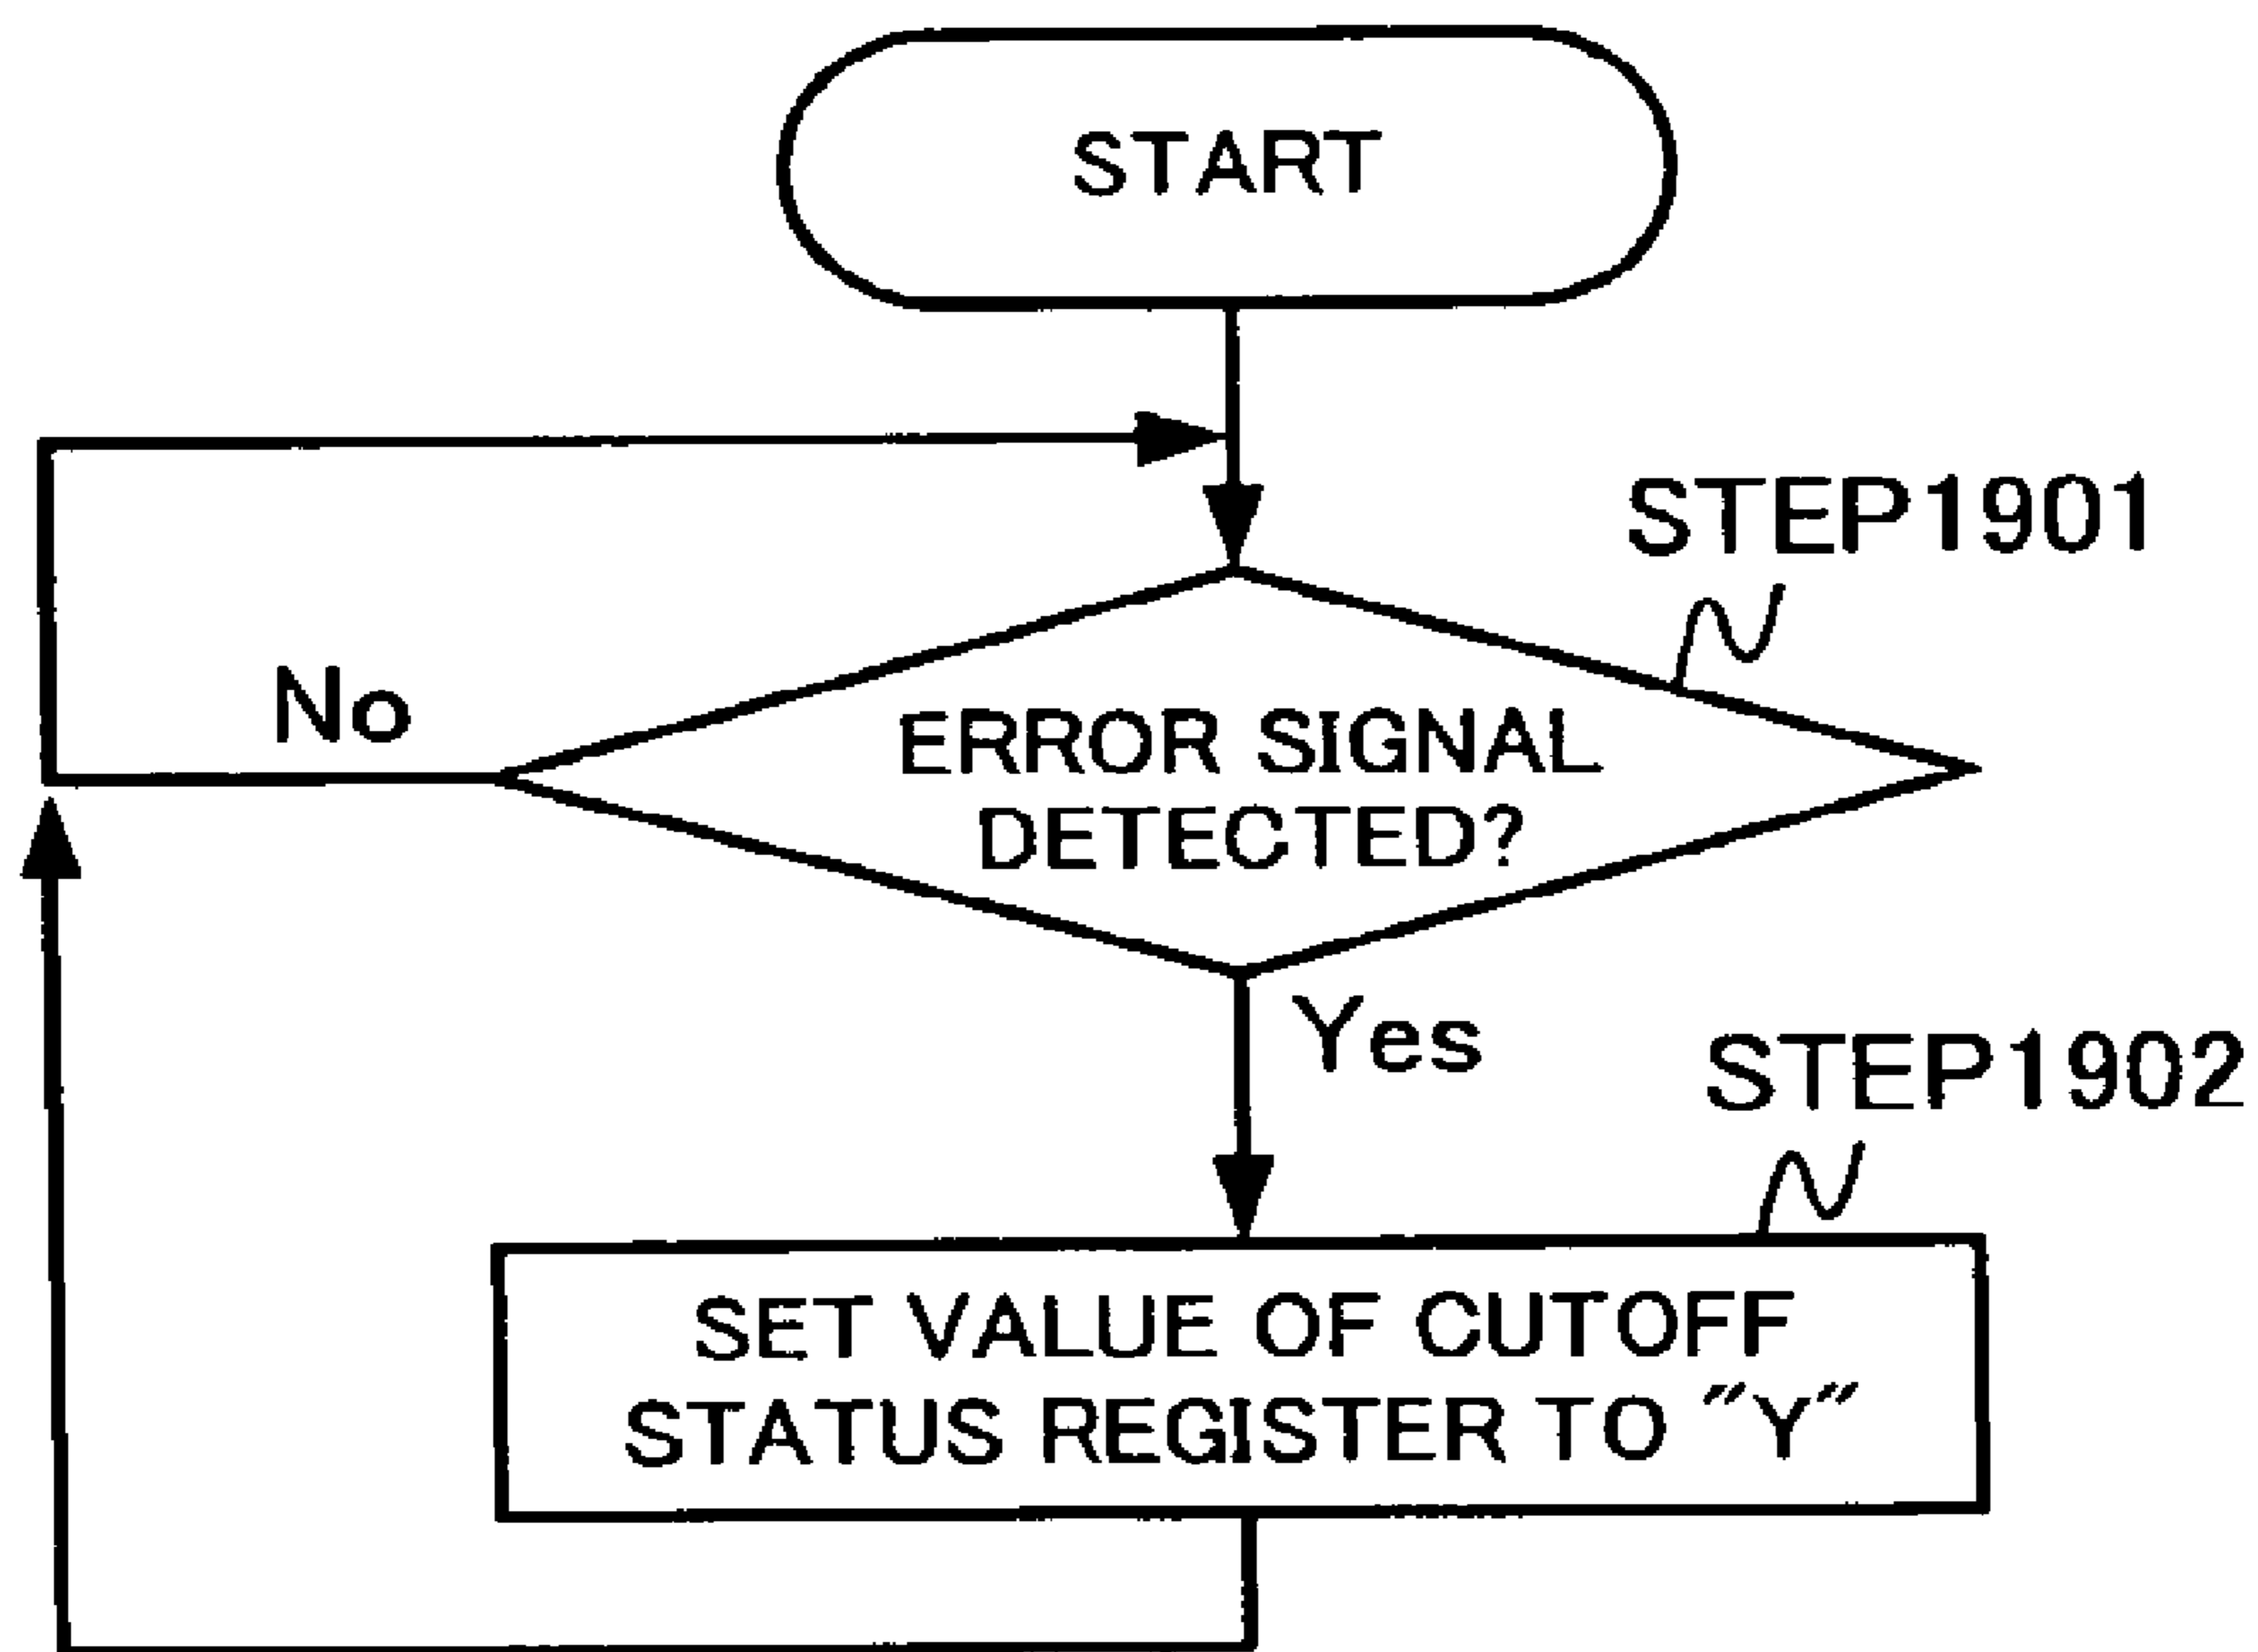 START
STEP1901
No
ERROR SIGNAL
DETECTED?
Yes
STEP1902
SET VALUE OF CUTOFF
STATUS REGISTER TO "Y"